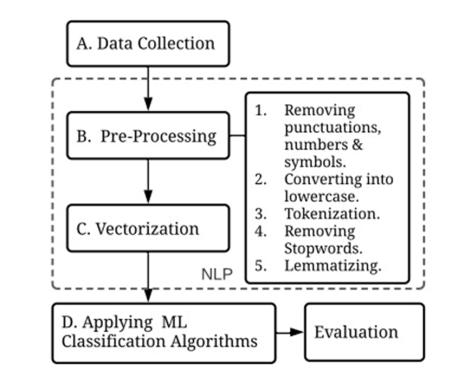 A. Data Collection
B. Pre-Processing
1. Removing
punctuations,
numbers &
symbols.
2. Converting into
lowercase.
3. Tokenization.
4. Removing
Stopwords.
5. Lemmatizing.
C. Vectorization
NLP
D. Applying ML
Classification Algorithms
Evaluation